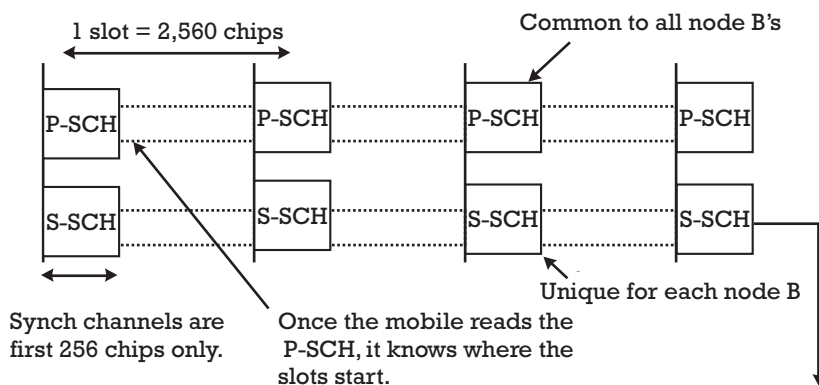 1 slot = 2,560 chips
Common to all node B's
P-SCH P-SCH P-SCH P-SCH
S-SCH S-SCH S-SCH S-SCH
Unique for each node B
Synch channels are
first 256 chips only.
Once the mobile reads the
P-SCH, it knows where the
slots start.